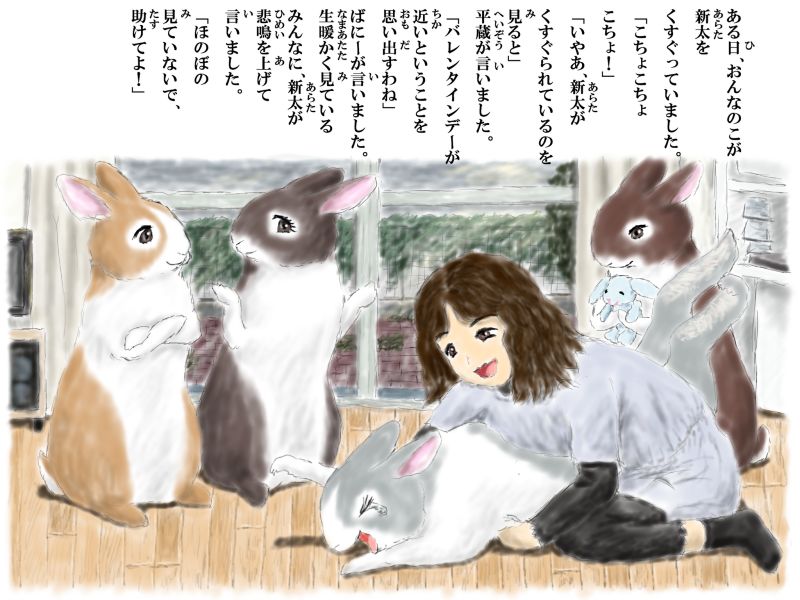 ある日、おんなのこが
新太を
くすぐっていました。
「こちょこちょ
こちょ！」
「いやあ、新太が
くすぐられているのを
見ると」
平蔵が言いました。
「バレンタインデーが
近いということを
思い出すわね」
ばにーが言いました。
生暖かく見ている
みんなに、新太が
悲鳴を上げて
言いました。
「ほのぼの
見ていないで、
助けてよ！」